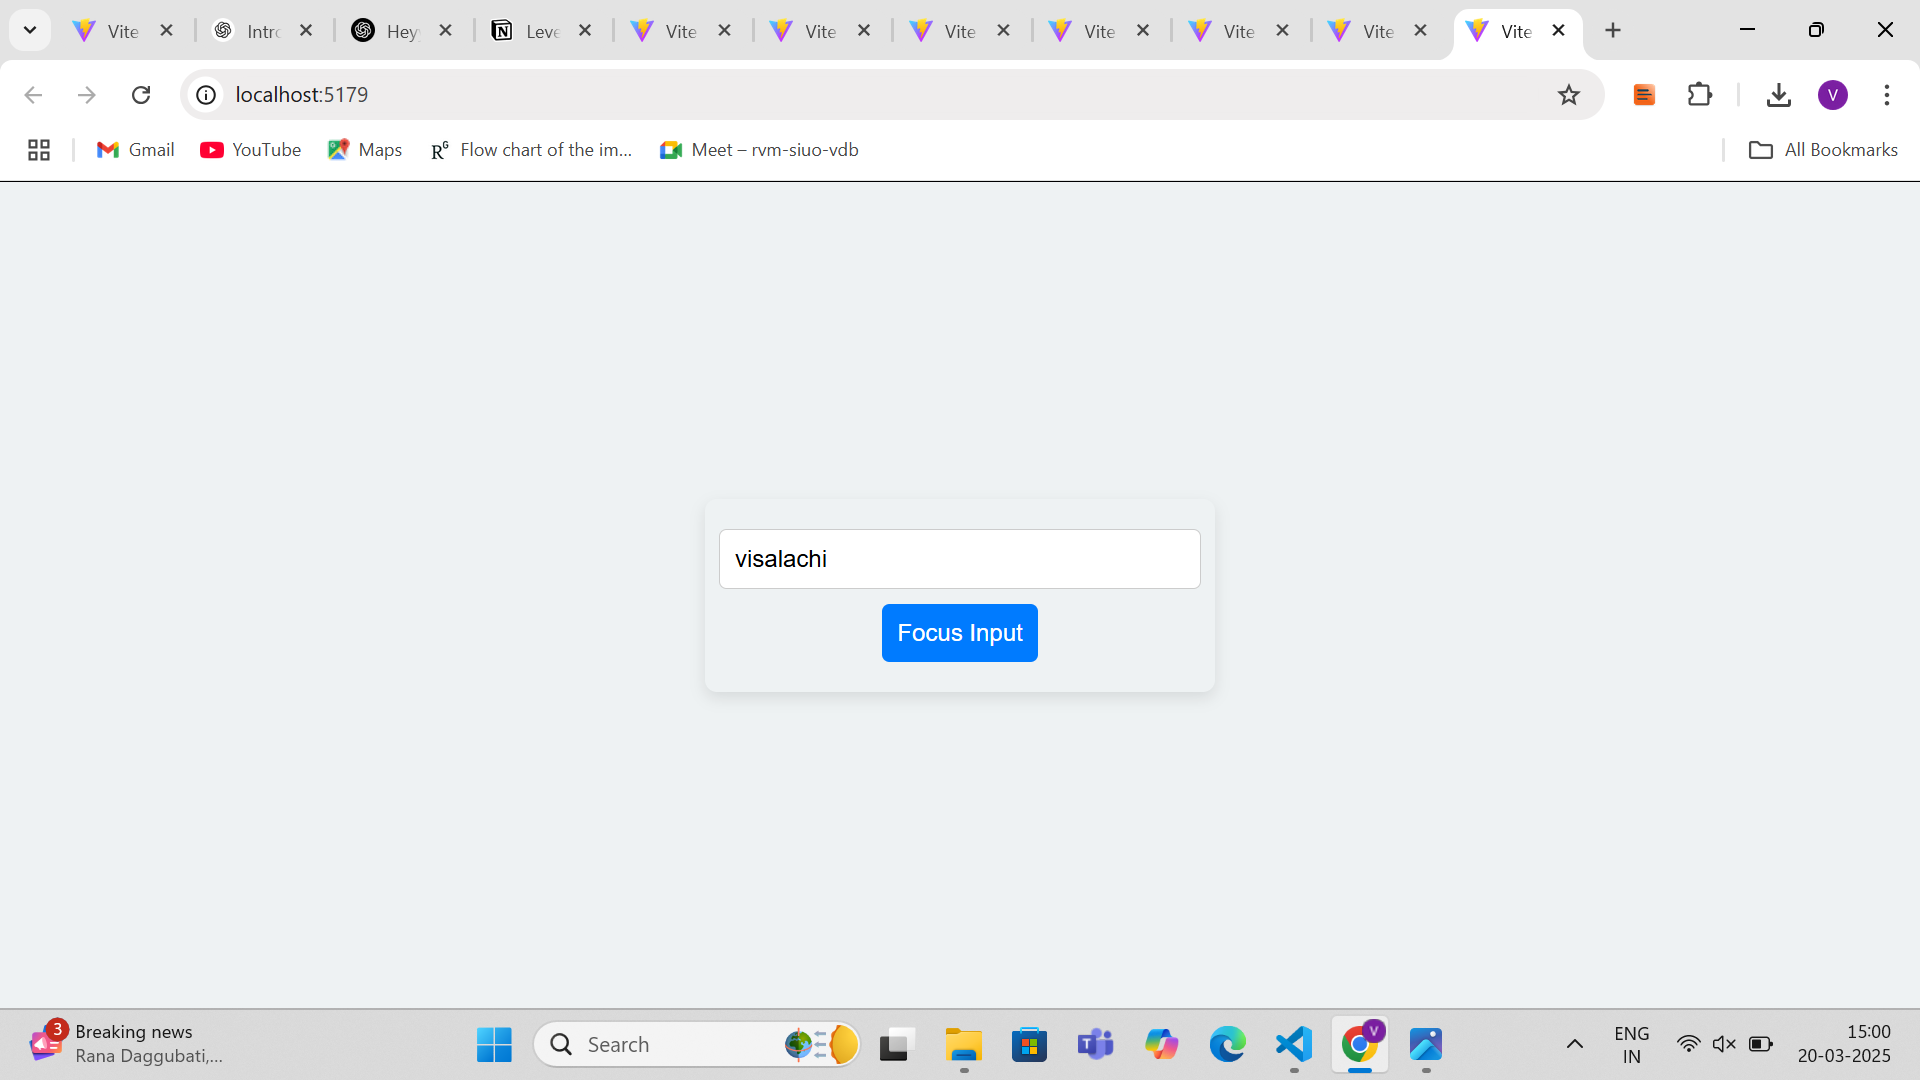 Vite
Intro
Hey
Leve
Vite
Vite
Vite
Vite
Vite
Vite
Vite
localhost:5179
V
Gmail
YouTube
Maps
RG
Flow chart of the im...
Meet – rvm-siuo-vdb
All Bookmarks
visalachi
Focus Input
3
Breaking news
Rana Daggubati,...
Search
V
ENG
IN
15:00
20-03-2025